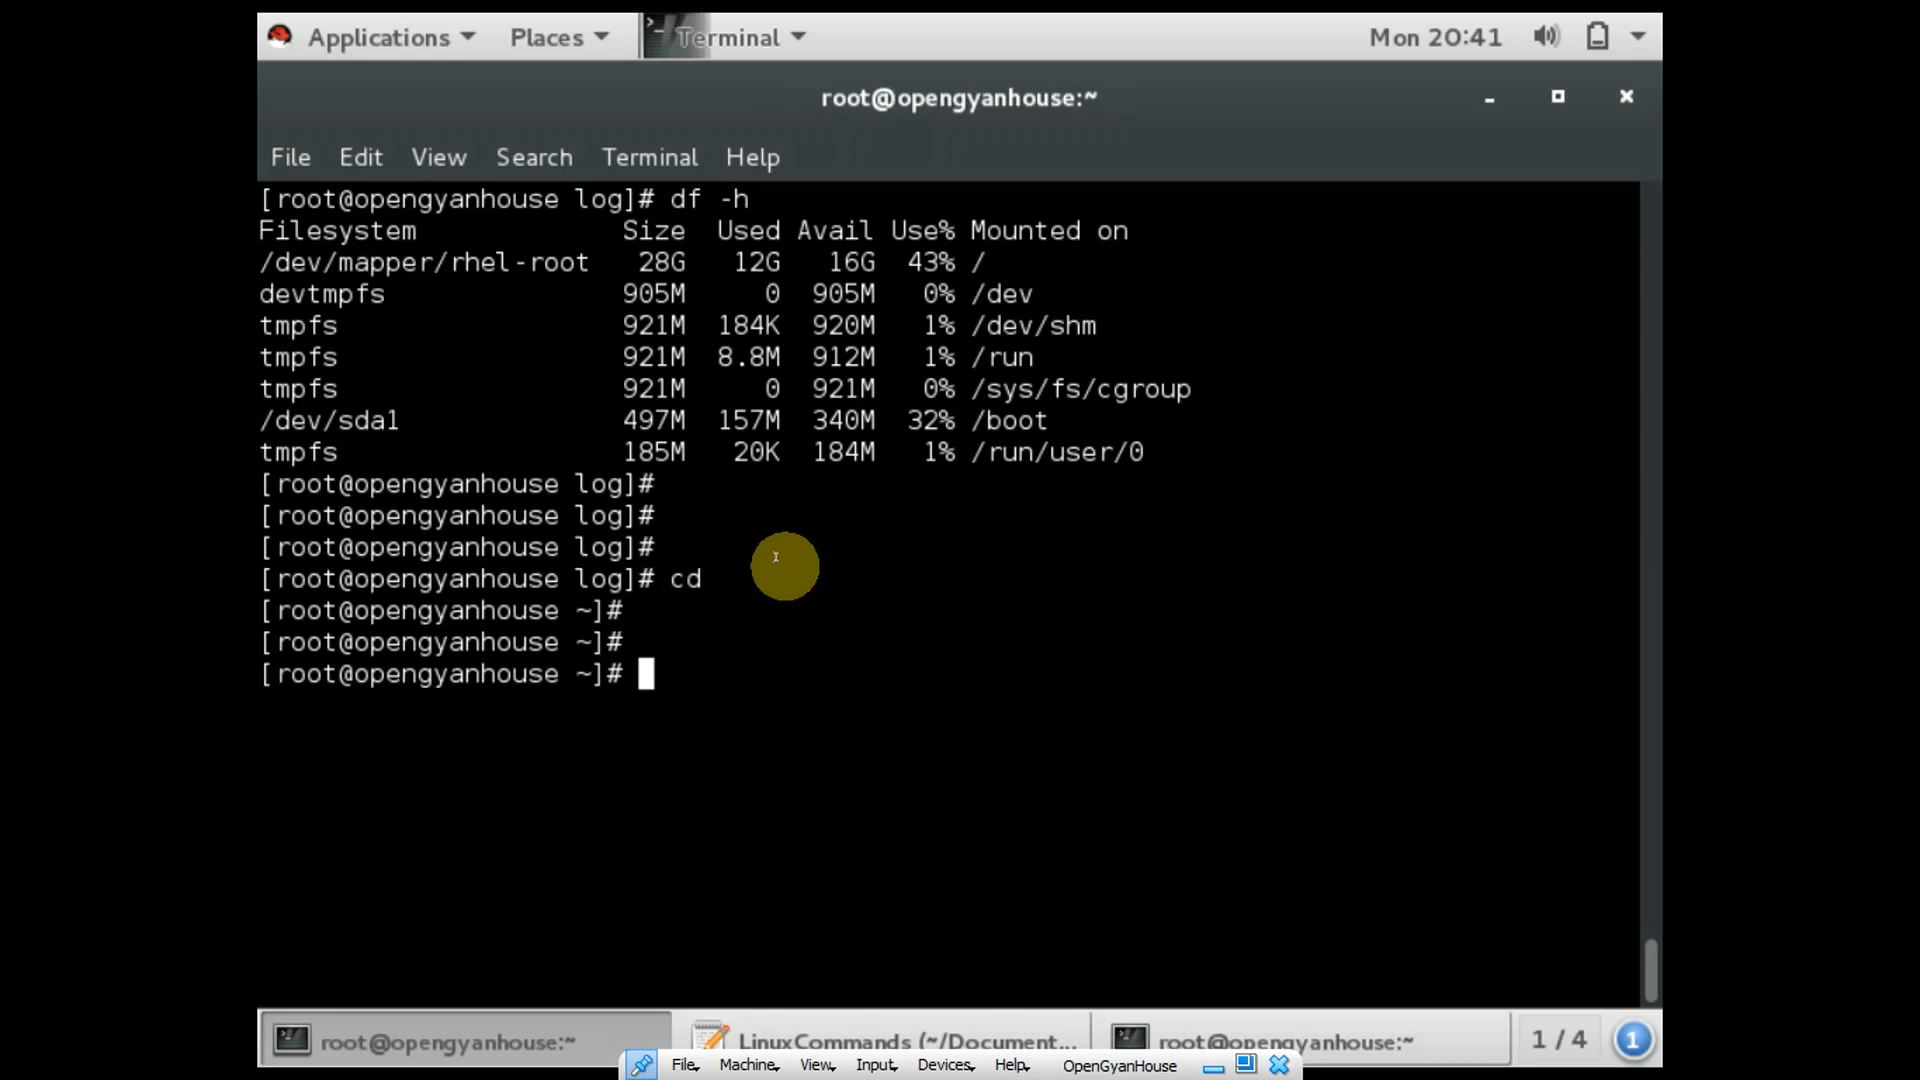 Applications Places Terminal Mon 20:41
root@opengyanhouse:~
File Edit View Search Terminal Help
[root@opengyanhouse log]# df -h
Filesystem Size Used Avail Use% Mounted on
/dev/mapper/rhel-root 28G 12G 16G 43% /
devtmpfs 905M 0 905M 0% /dev
tmpfs 921M 184K 920M 1% /dev/shm
tmpfs 921M 8.8M 912M 1% /run
tmpfs 921M 0 921M 0% /sys/fs/cgroup
/dev/sda1 497M 157M 340M 32% /boot
tmpfs 185M 20K 184M 1% /run/user/0
[root@opengyanhouse log]#
[root@opengyanhouse log]#
[root@opengyanhouse log]#
[root@opengyanhouse log]# cd
[root@opengyanhouse ~]#
[root@opengyanhouse ~]#
[root@opengyanhouse ~]#
root@opengyanhouse:~ LinuxCommands (~/Document... root@opengyanhouse:~ 1 / 4 1
File Machine View Input Devices Help OpenGyanHouse